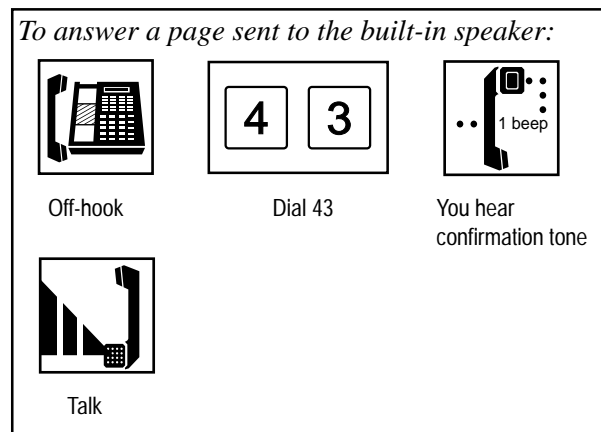 To answer a page sent to the built-in speaker:
4 3
1 beep
Off-hook
Dial 43
You hear
confirmation tone
Talk